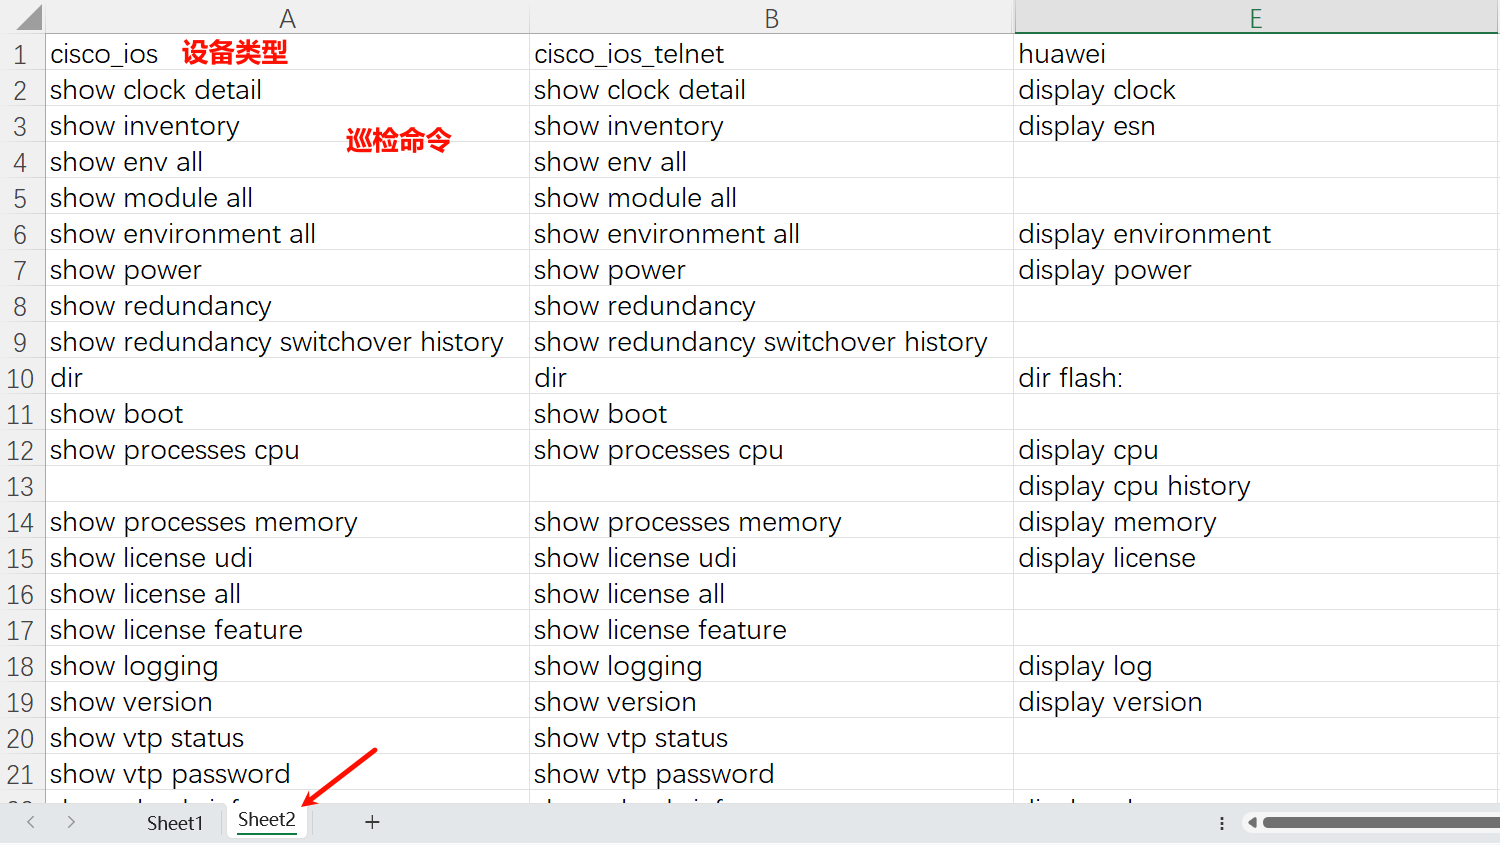 A B E
1 cisco_ios 设备类型 cisco_ios_telnet huawei
2 show clock detail show clock detail display clock
3 show inventory 巡检命令 show inventory display esn
4 show env all show env all
5 show module all show module all
6 show environment all show environment all display environment
7 show power show power display power
8 show redundancy show redundancy
9 show redundancy switchover history show redundancy switchover history
10 dir dir dir flash:
11 show boot show boot
12 show processes cpu show processes cpu display cpu
13 display cpu history
14 show processes memory show processes memory display memory
15 show license udi show license udi display license
16 show license all show license all
17 show license feature show license feature
18 show logging show logging display log
19 show version show version display version
20 show vtp status show vtp status
21 show vtp password show vtp password
Sheet1 Sheet2 +